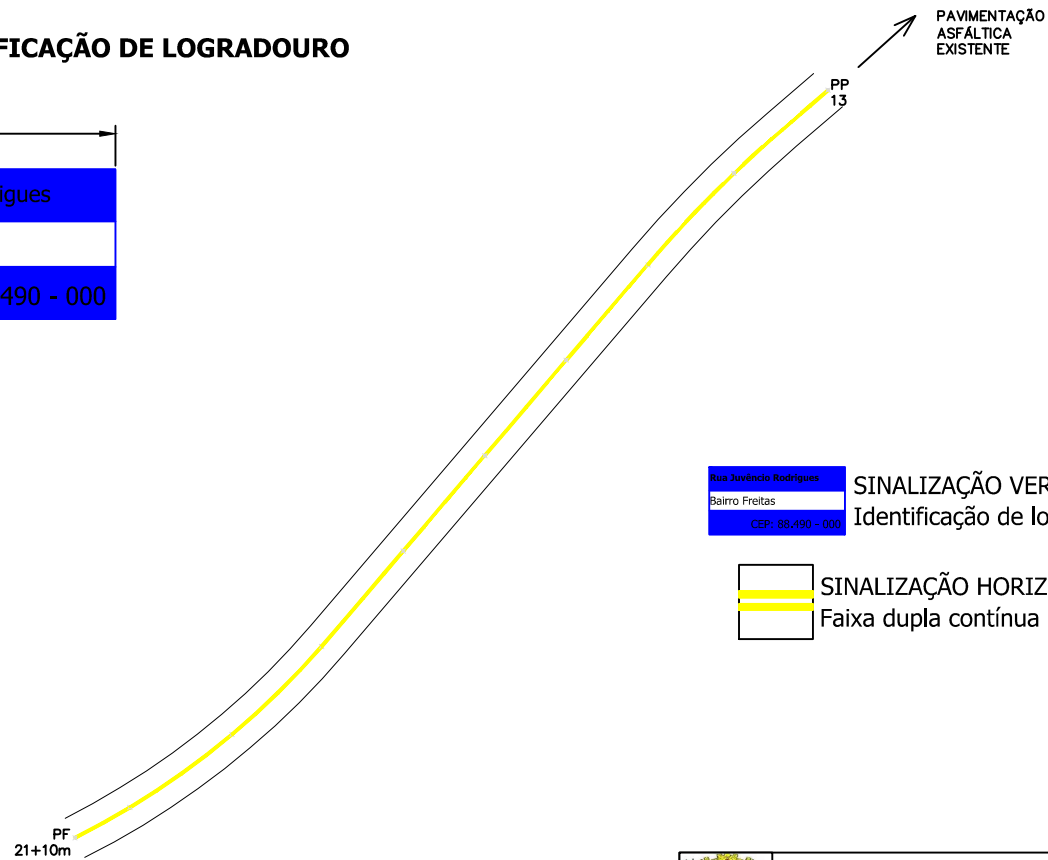 FICAÇÃO DE LOGRADOURO
PAVIMENTAÇÃO
ASFÁLTICA
EXISTENTE
PP
13
igues
490 - 000
Rua Juvêncio Rodrigues
Bairro Freitas
CEP: 88.490 - 000
SINALIZAÇÃO VER
Identificação de lo
SINALIZAÇÃO HORIZ
Faixa dupla contínua
PF
21+10m